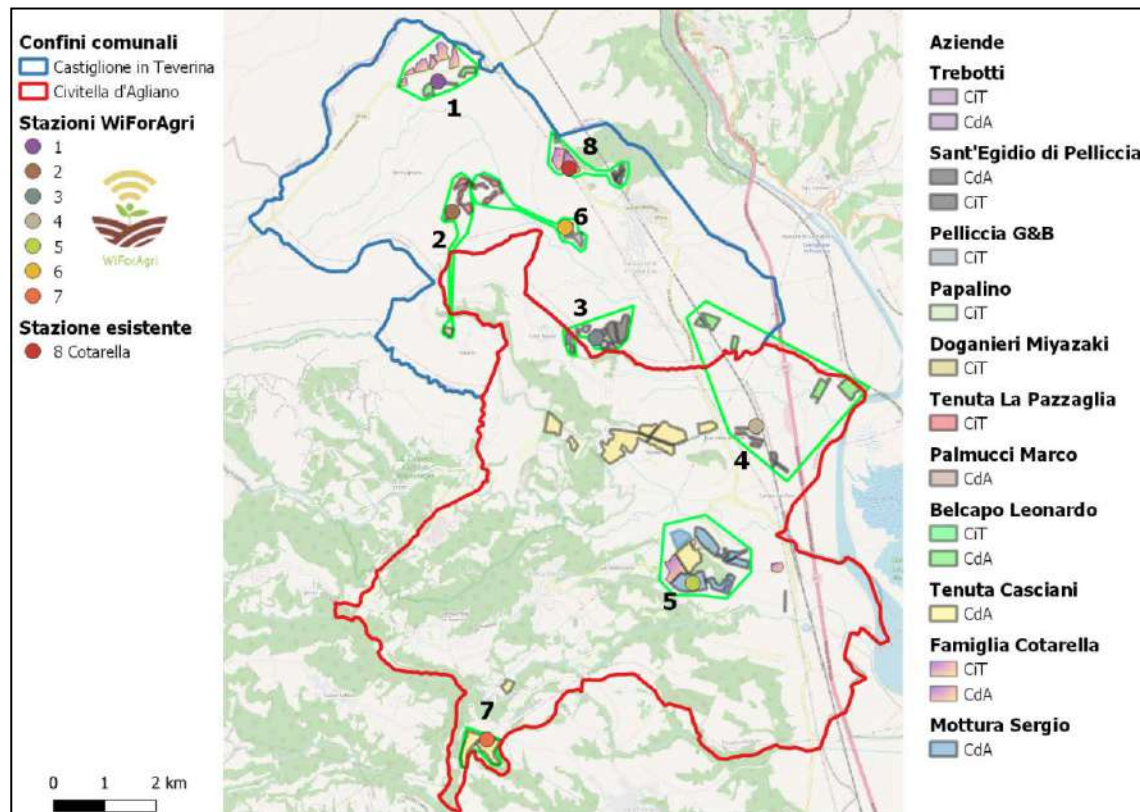 Confini comunali
Castiglione in Teverina
Civitella d'Agliano
Stazioni WiForAgri
1
2
3
4
5
6
7
WiForAgri
Stazione esistente
8 Cotarella
0 1 2 km
1
8
2
6
3
4
5
7
Aziende
Trebotti
CiT
CdA
Sant'Egidio di Pelliccia
CdA
CiT
Pelliccia G&B
CiT
Papalino
CiT
Doganieri Miyazaki
CiT
Tenuta La Pazzaglia
CiT
Palmucci Marco
CdA
Belcapo Leonardo
CiT
CdA
Tenuta Casciani
CdA
Famiglia Cotarella
CiT
CdA
Mottura Sergio
CdA